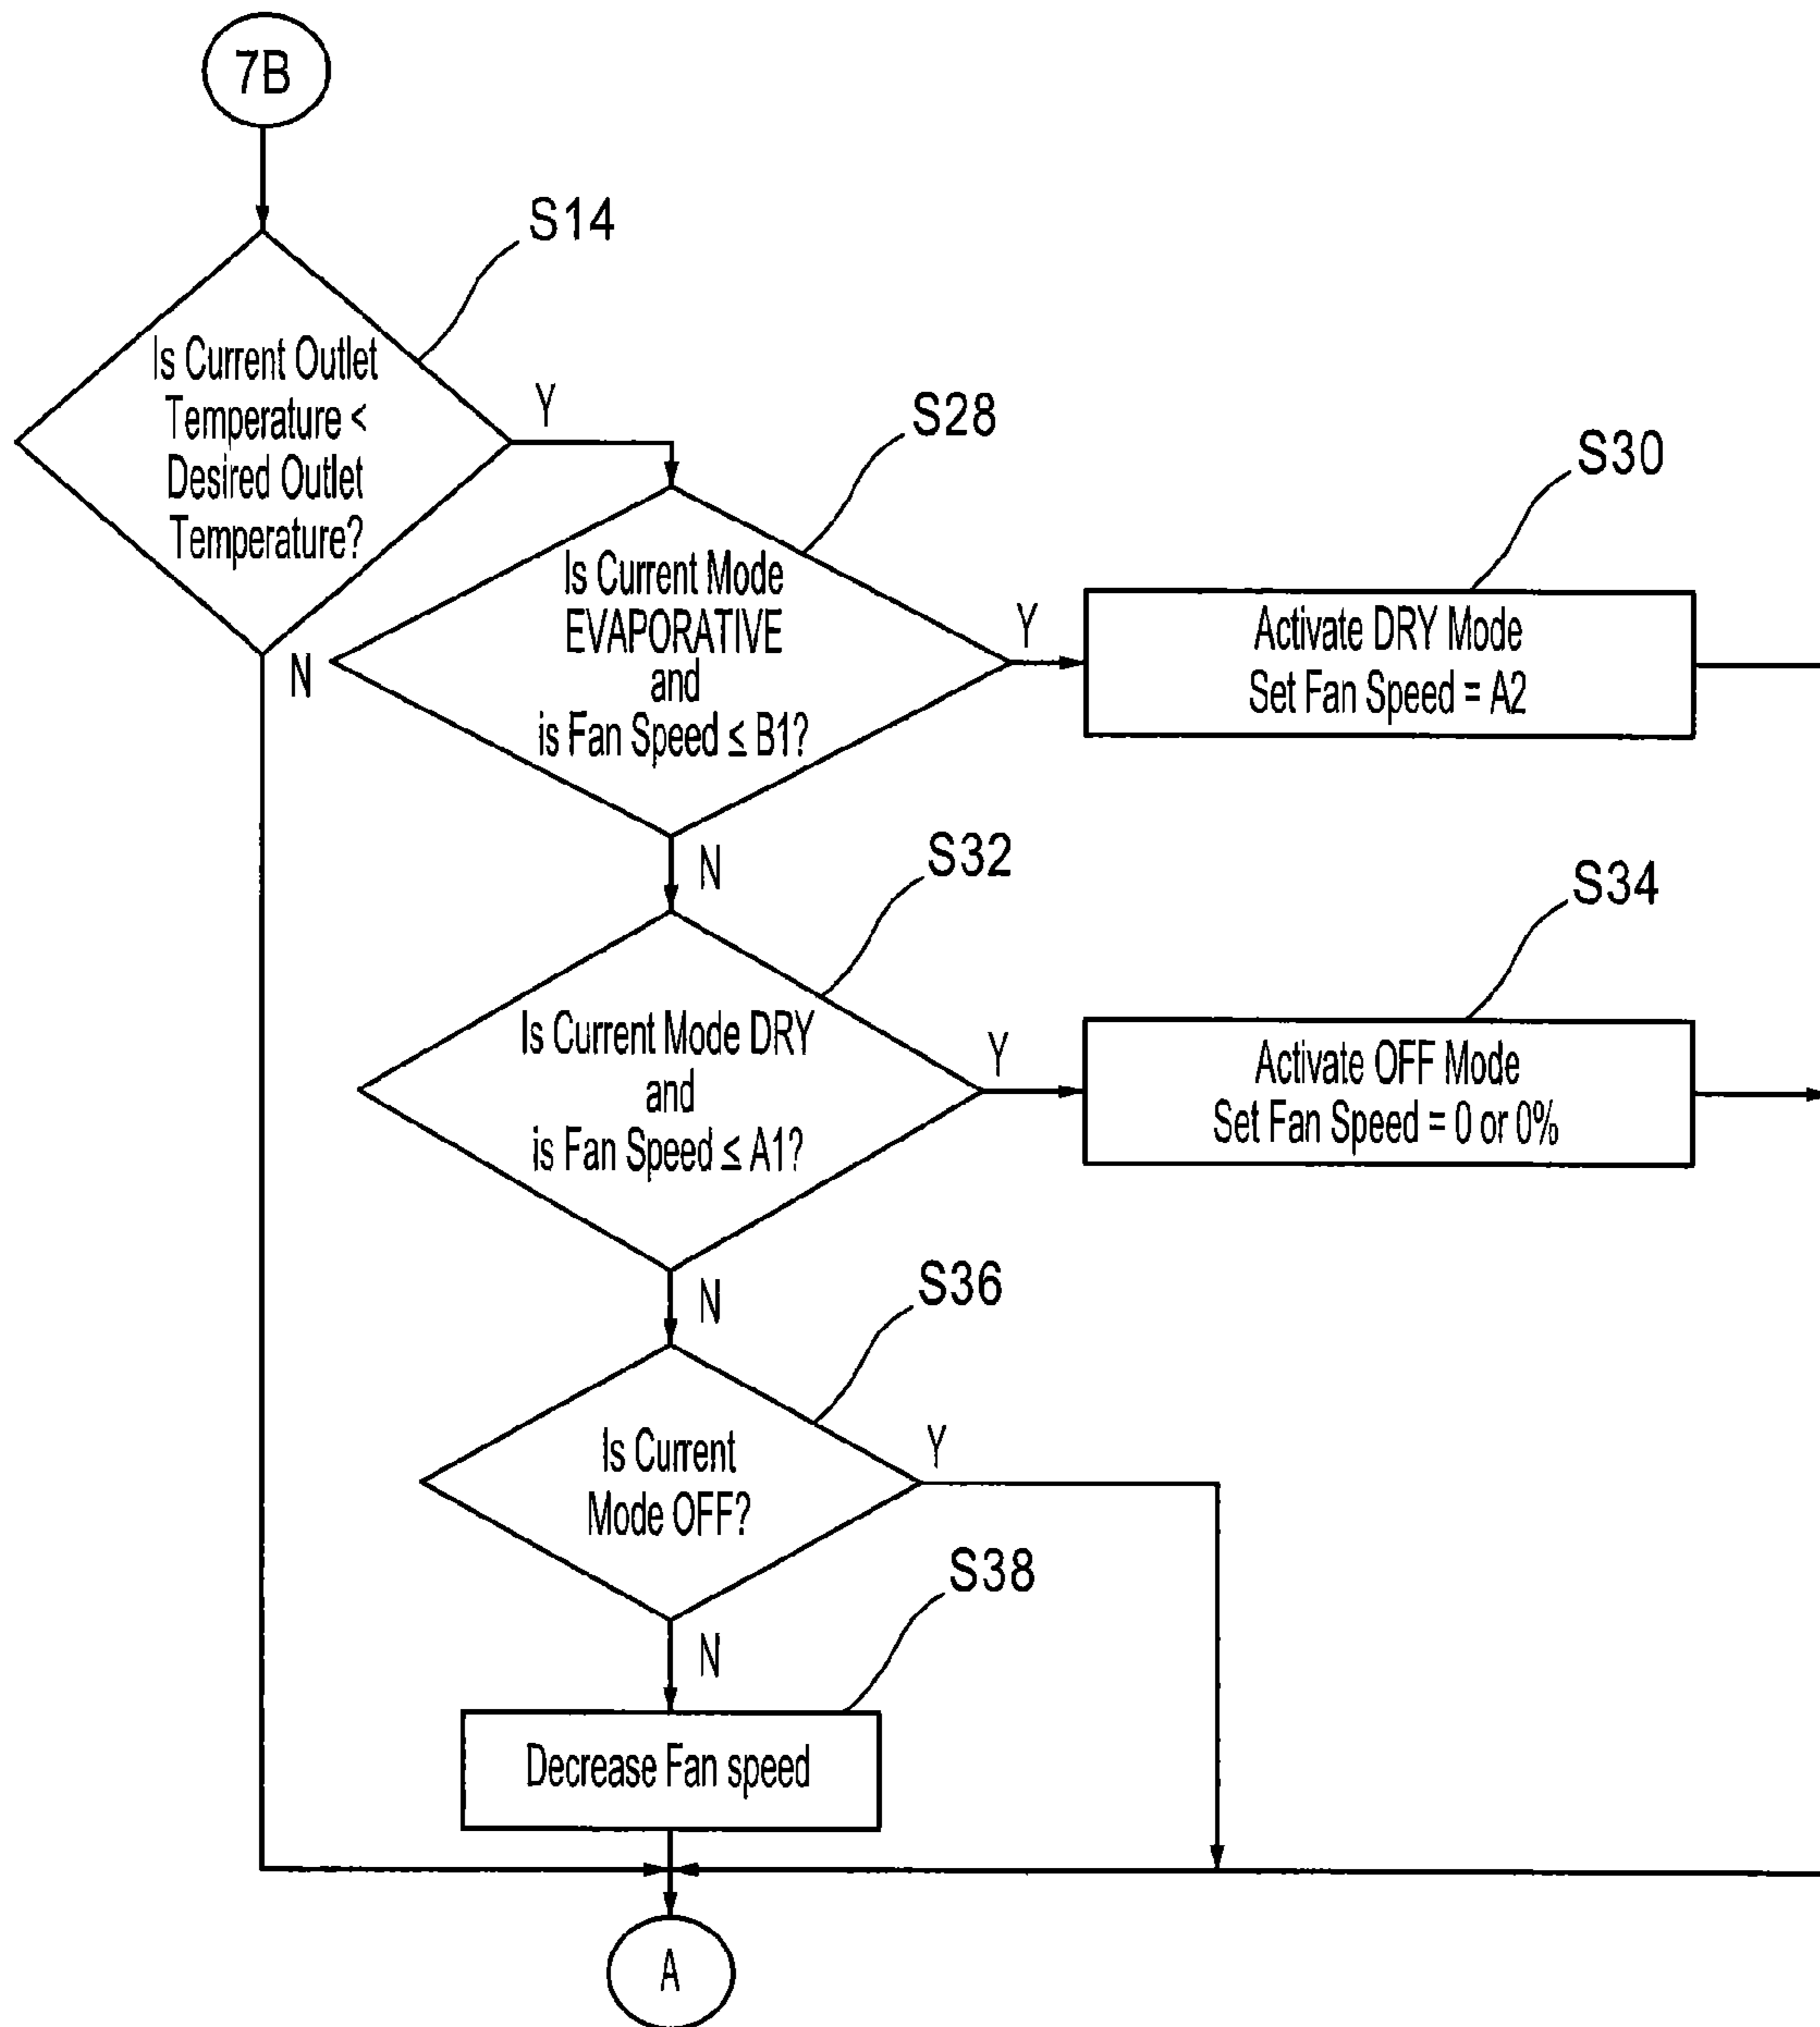 7B
S14
Is Current Outlet
Temperature <
Desired Outlet
Temperature?
Y
N
S28
Is Current Mode
EVAPORATIVE
and
is Fan Speed ≤ B1?
Y
N
S30
Activate DRY Mode
Set Fan Speed = A2
S32
Is Current Mode DRY
and
is Fan Speed ≤ A1?
Y
N
S34
Activate OFF Mode
Set Fan Speed = 0 or 0%
S36
Is Current
Mode OFF?
Y
N
S38
Decrease Fan speed
A